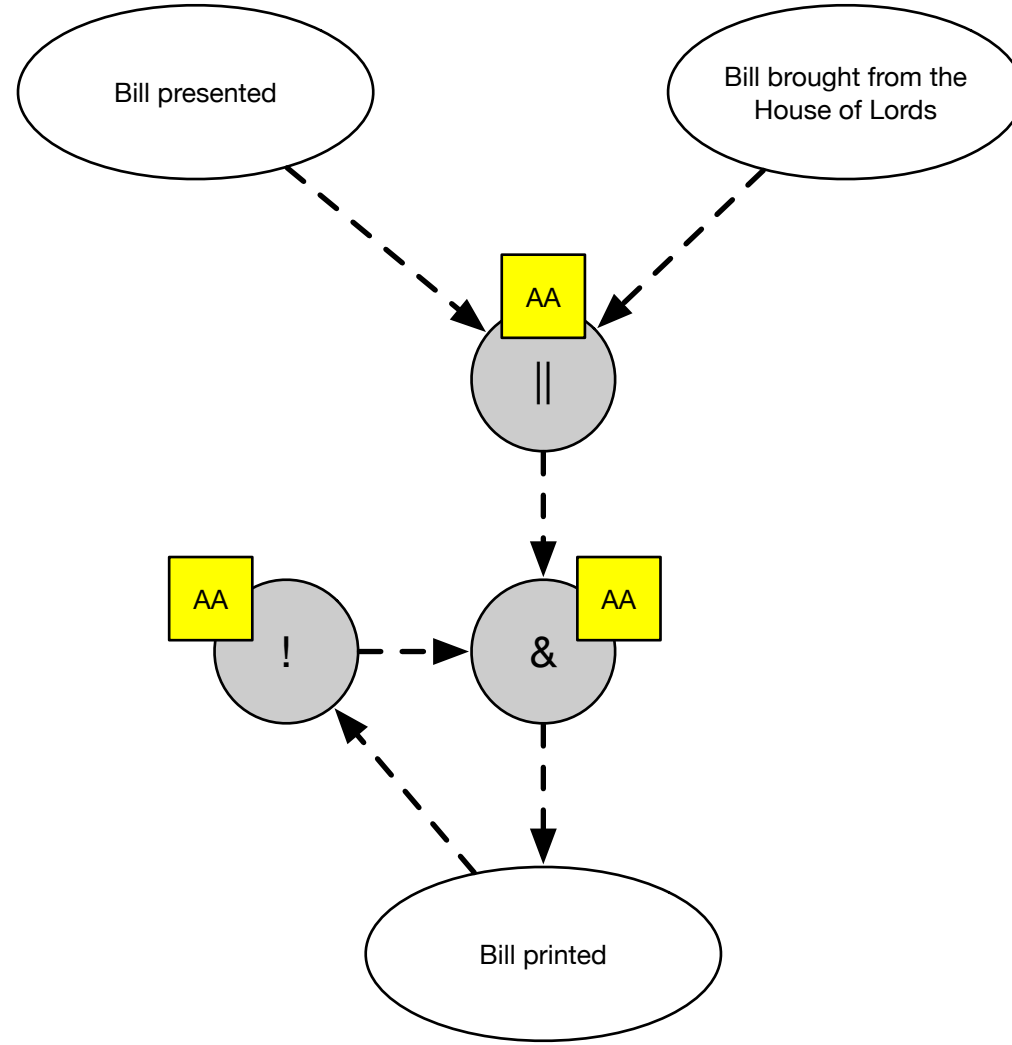 Bill presented
Bill brought from the
House of Lords
AA
||
AA
!
&
AA
Bill printed